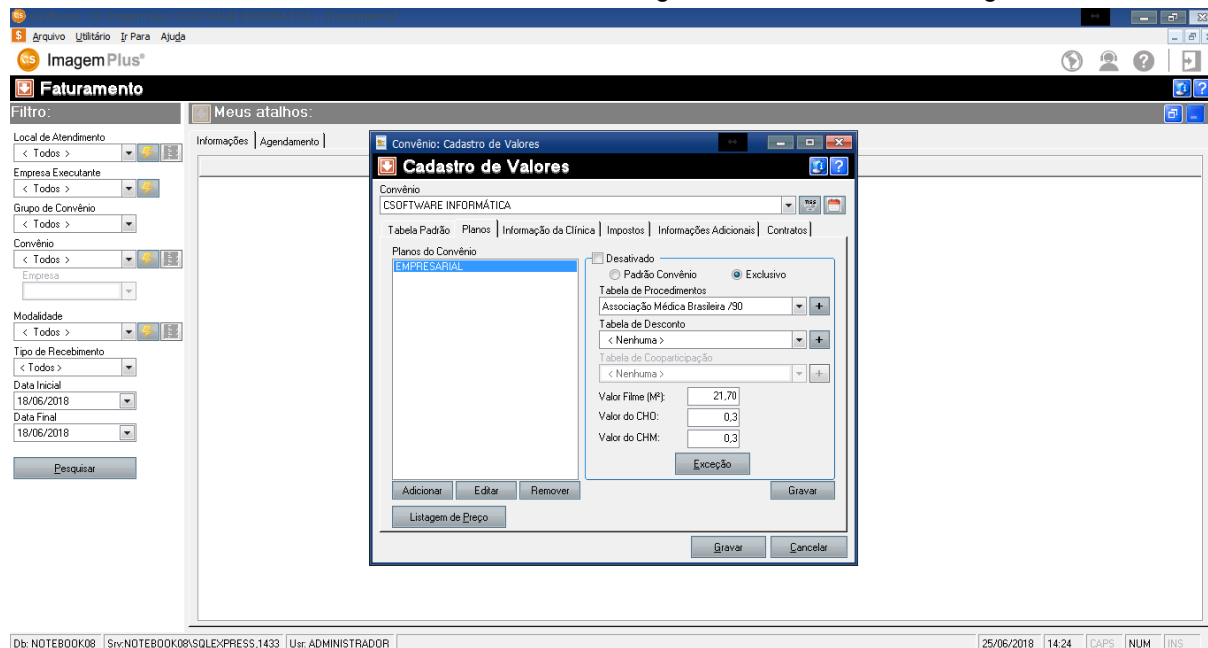 Arquivo Utilitário Ir Para Ajuda
ImagemPlus®
Faturamento
Filtro:
Meus atalhos:
Local de Atendimento
< Todos >
Empresa Executante
< Todos >
Grupo de Convênio
< Todos >
Convênio
< Todos >
Empresa
Modalidade
< Todos >
Tipo de Recebimento
< Todos >
Data Inicial
18/06/2018
Data Final
18/06/2018
Pesquisar
Informações Agendamento
Convênio: Cadastro de Valores
Cadastro de Valores
Convênio
CSOFTWARE INFORMÁTICA
Tabela Padrão Planos Informação da Clínica Impostos Informações Adicionais Contratos
Planos do Convênio
EMPRESARIAL
Desativado
Padrão Convênio Exclusivo
Tabela de Procedimentos
Associação Médica Brasileira /90
Tabela de Desconto
< Nenhuma >
Tabela de Cooparticipação
< Nenhuma >
Valor Filme (M²): 21,70
Valor do CHO: 0,3
Valor do CHM: 0,3
Exceção
Adicionar Editar Remover Gravar
Listagem de Preço
Gravar Cancelar
Db: NOTEBOOK08 Srv:NOTEBOOK08\SQLEXPRESS,1433 Usr: ADMINISTRADOR 25/06/2018 14:24 CAPS NUM INS